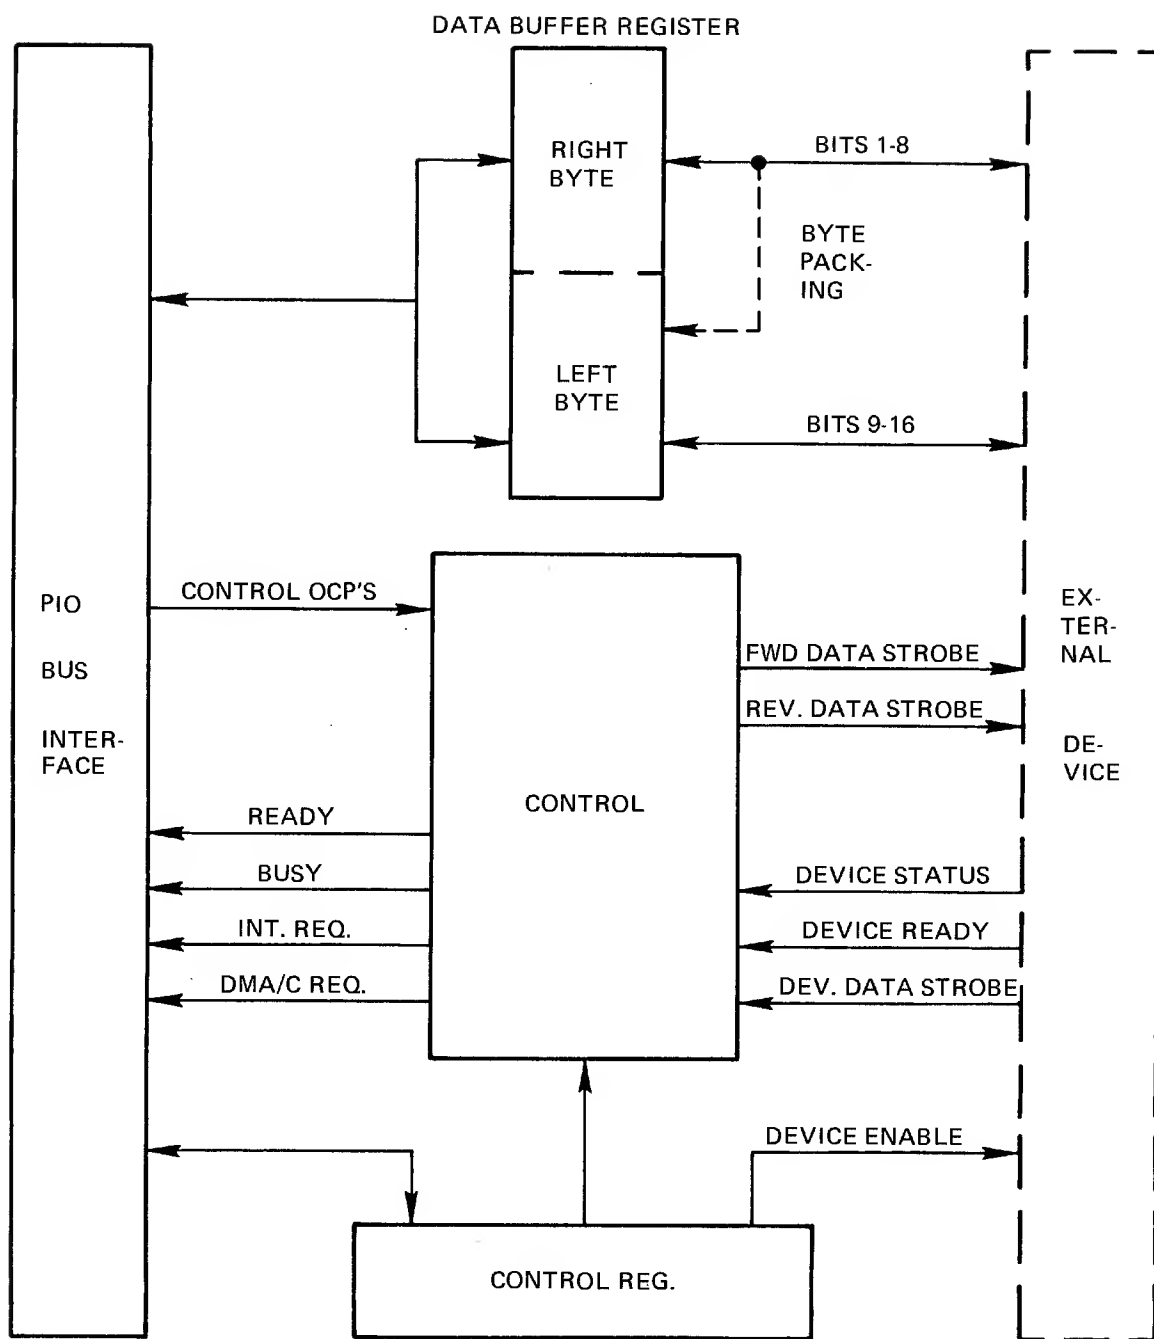 DATA BUFFER REGISTER
RIGHT
BYTE
BITS 1-8
BYTE
PACK-
ING
LEFT
BYTE
BITS 9-16
PIO
BUS
INTER-
FACE
CONTROL OCP'S
CONTROL
FWD DATA STROBE
REV. DATA STROBE
EX-
TER-
NAL
DE-
VICE
READY
BUSY
INT. REQ.
DMA/C REQ.
DEVICE STATUS
DEVICE READY
DEV. DATA STROBE
DEVICE ENABLE
CONTROL REG.